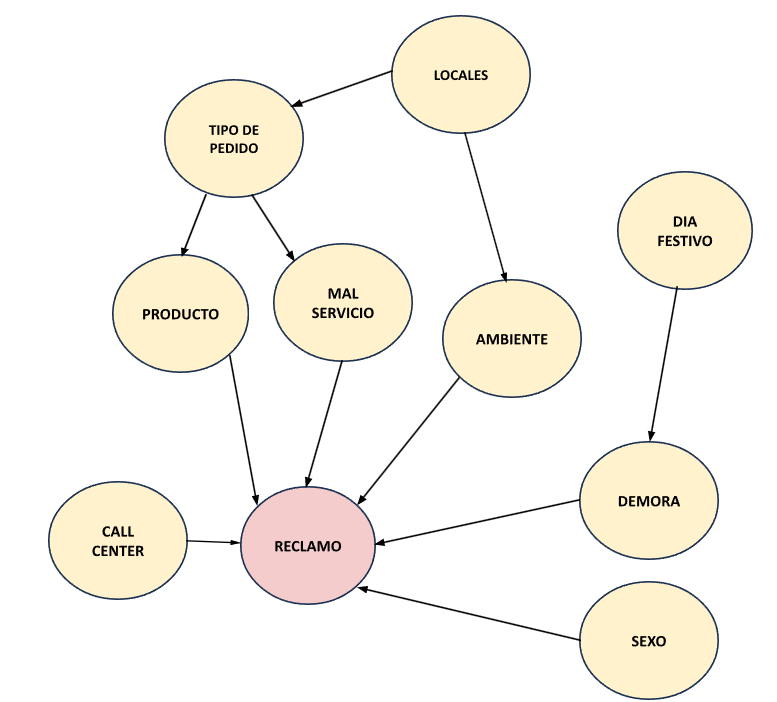 LOCALES
TIPO DE
PEDIDO
DIA
FESTIVO
MAL
SERVICIO
PRODUCTO
AMBIENTE
DEMORA
CALL
CENTER
RECLAMO
SEXO